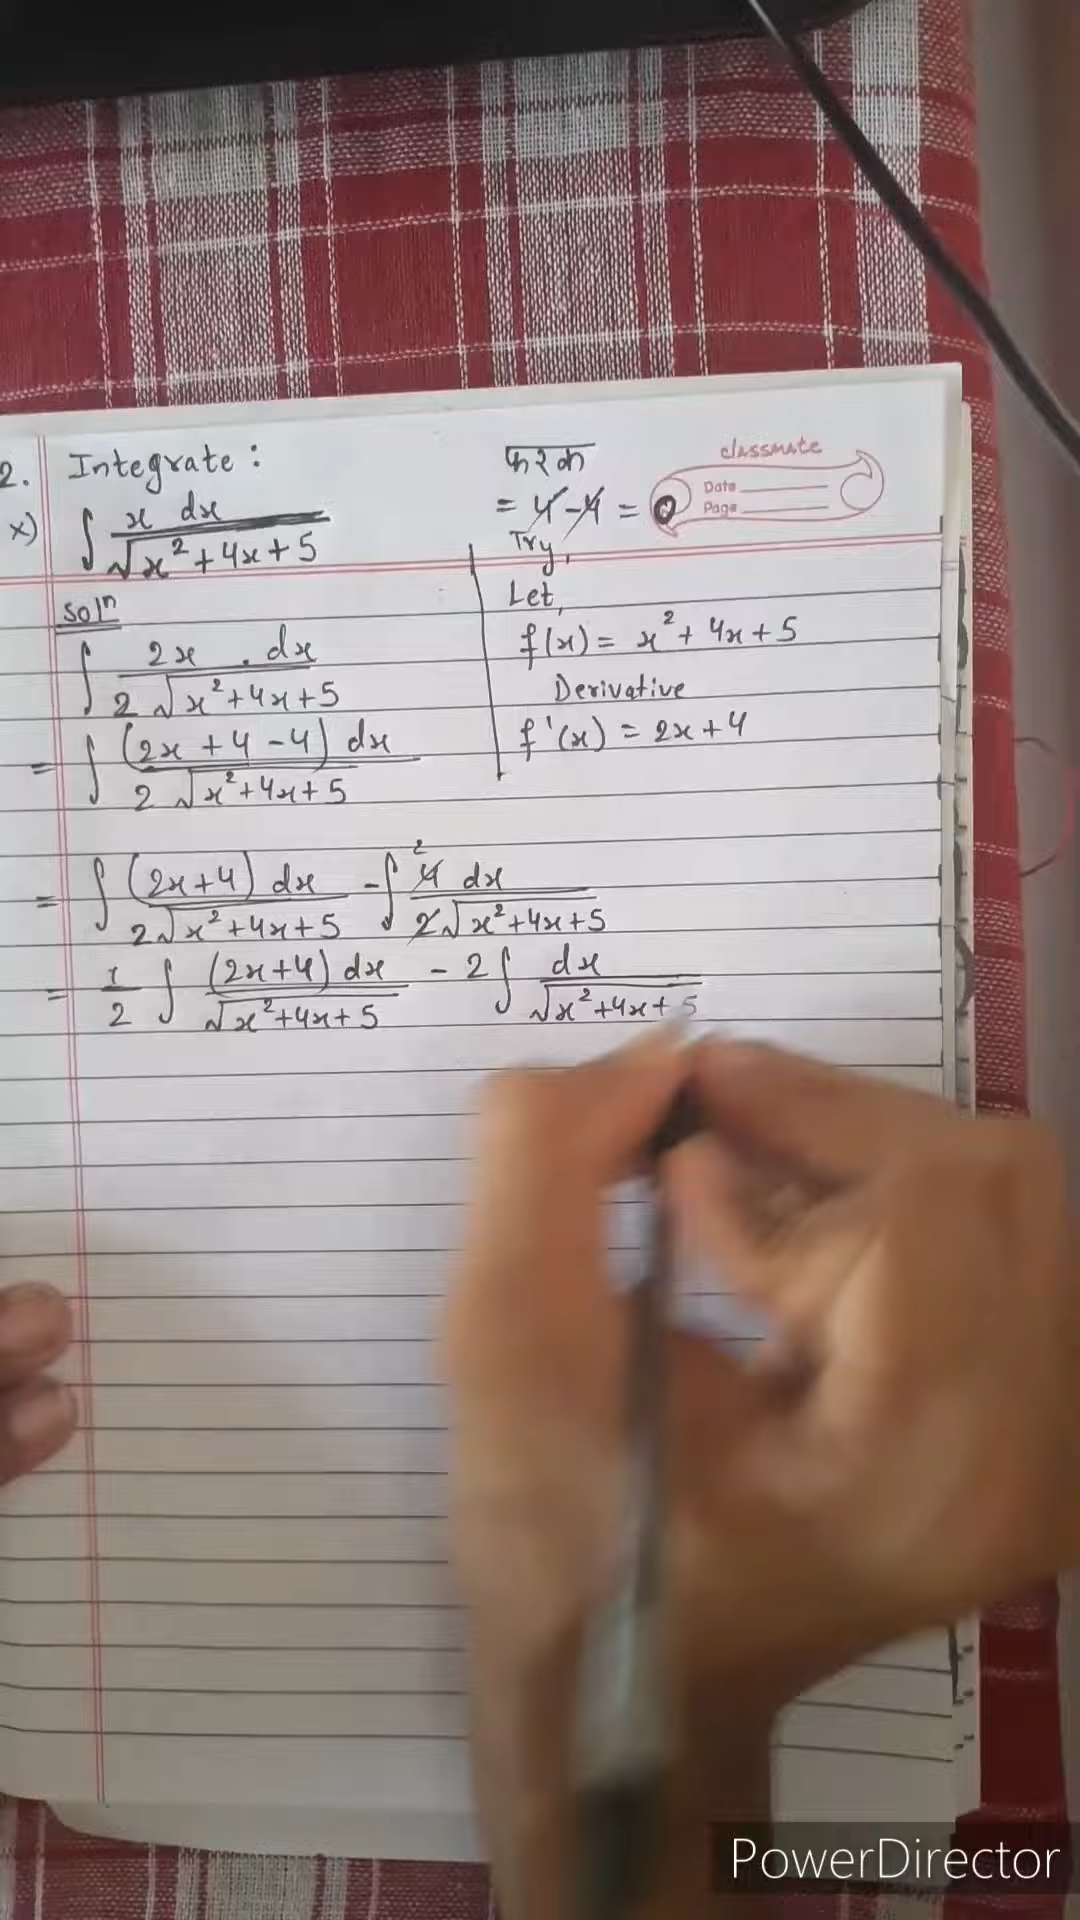 2. Integrate :
x) ∫ x dx / √x²+4x+5
फरक
= 4-4 = 0
classmate
Date
Page
Try,
Let,
f(x) = x²+4x+5
Derivative
f'(x) = 2x+4
Solⁿ
∫ 2x . dx / 2√x²+4x+5
= ∫ (2x+4-4) dx / 2√x²+4x+5
= ∫ (2x+4) dx / 2√x²+4x+5 - ∫ 4 2 dx / 2√x²+4x+5
= 1/2 ∫ (2x+4) dx / √x²+4x+5 - 2∫ dx / √x²+4x+5
PowerDirector